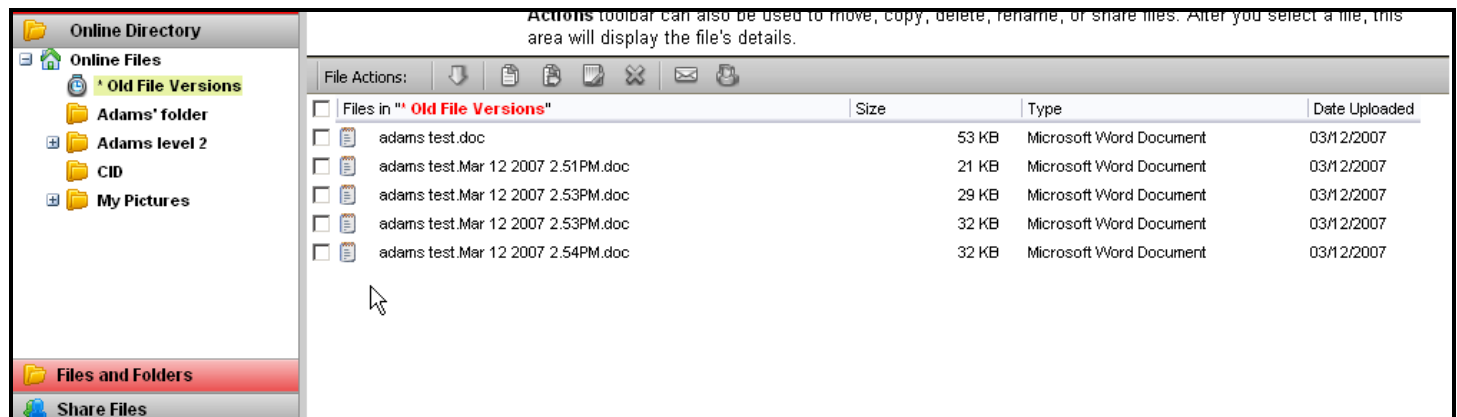 Actions toolbar can also be used to move, copy, delete, rename, or share files. After you select a file, this
area will display the file's details.
Online Directory
Online Files
* Old File Versions
Adams' folder
Adams level 2
CID
My Pictures
Files and Folders
Share Files
File Actions:
Files in "* Old File Versions" Size Type Date Uploaded
adams test.doc 53 KB Microsoft Word Document 03/12/2007
adams test.Mar 12 2007 2.51PM.doc 21 KB Microsoft Word Document 03/12/2007
adams test.Mar 12 2007 2.53PM.doc 29 KB Microsoft Word Document 03/12/2007
adams test.Mar 12 2007 2.53PM.doc 32 KB Microsoft Word Document 03/12/2007
adams test.Mar 12 2007 2.54PM.doc 32 KB Microsoft Word Document 03/12/2007